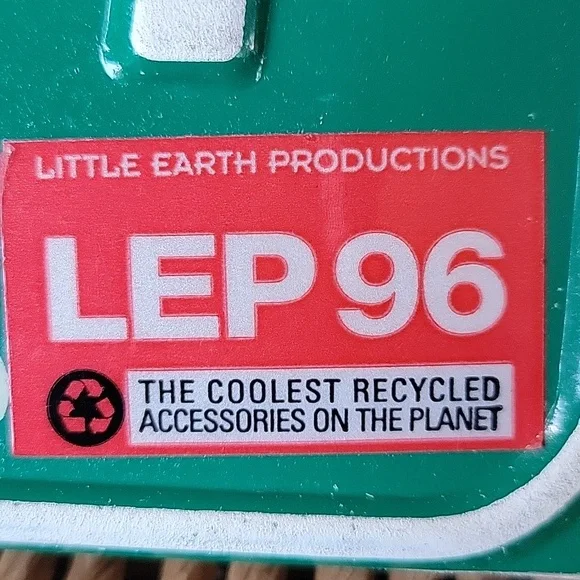 LITTLE EARTH PRODUCTIONS
LEP 96
THE COOLEST RECYCLED
ACCESSORIES ON THE PLANET